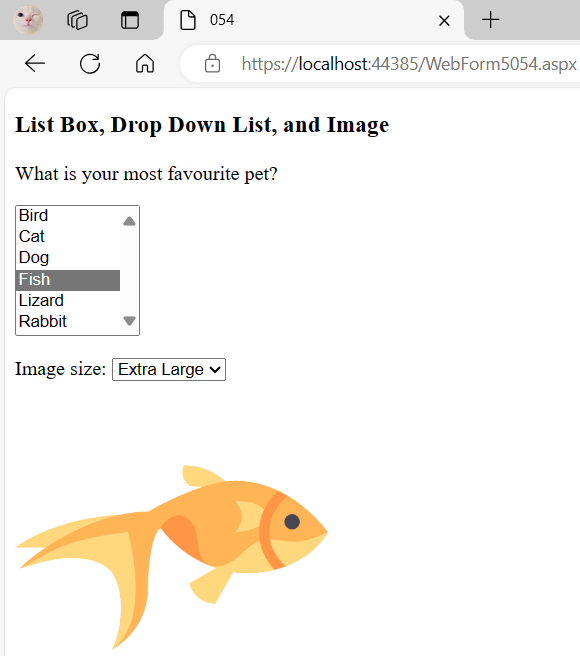 054
https://localhost:44385/WebForm5054.aspx
List Box, Drop Down List, and Image
What is your most favourite pet?
Bird
Cat
Dog
Fish
Lizard
Rabbit
Image size: Extra Large